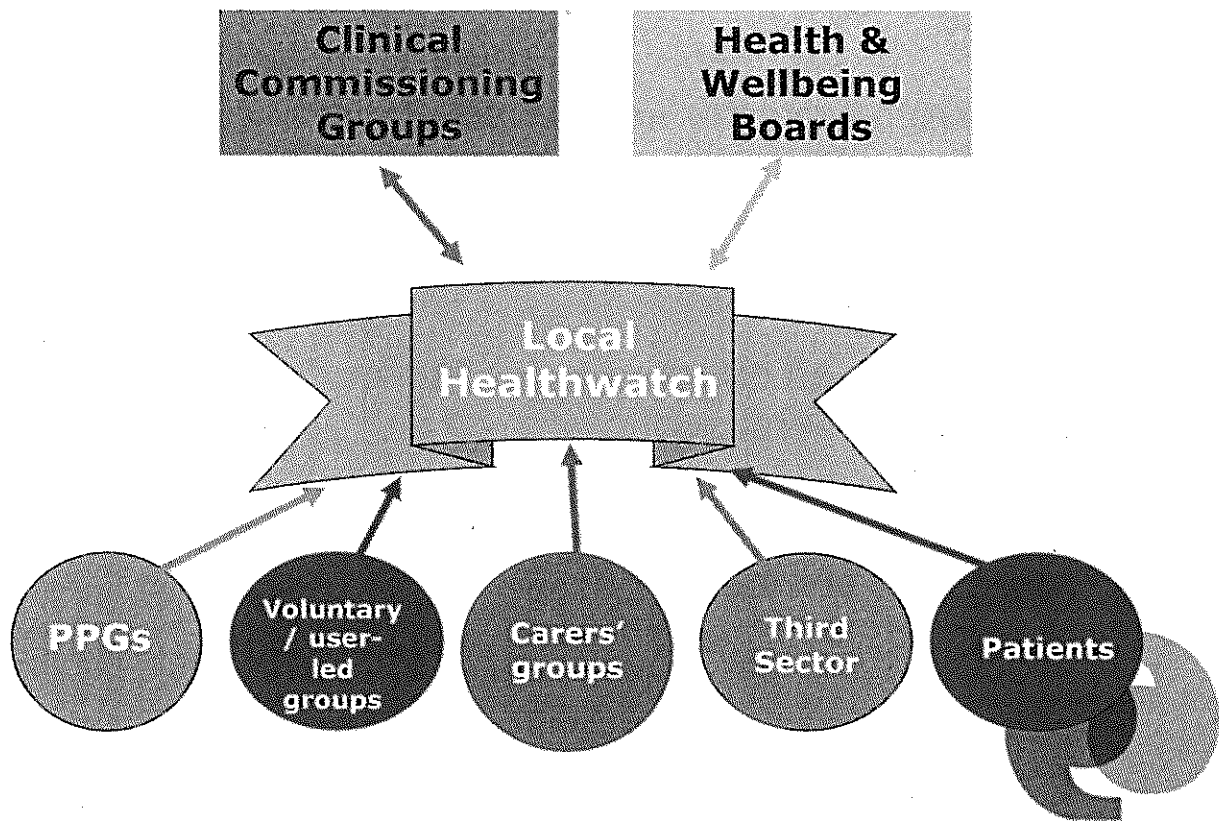 Clinical
Commissioning
Groups
Health &
Wellbeing
Boards
Local
Healthwatch
PPGs
Voluntary
/ user-
led
groups
Carers'
groups
Third
Sector
Patients